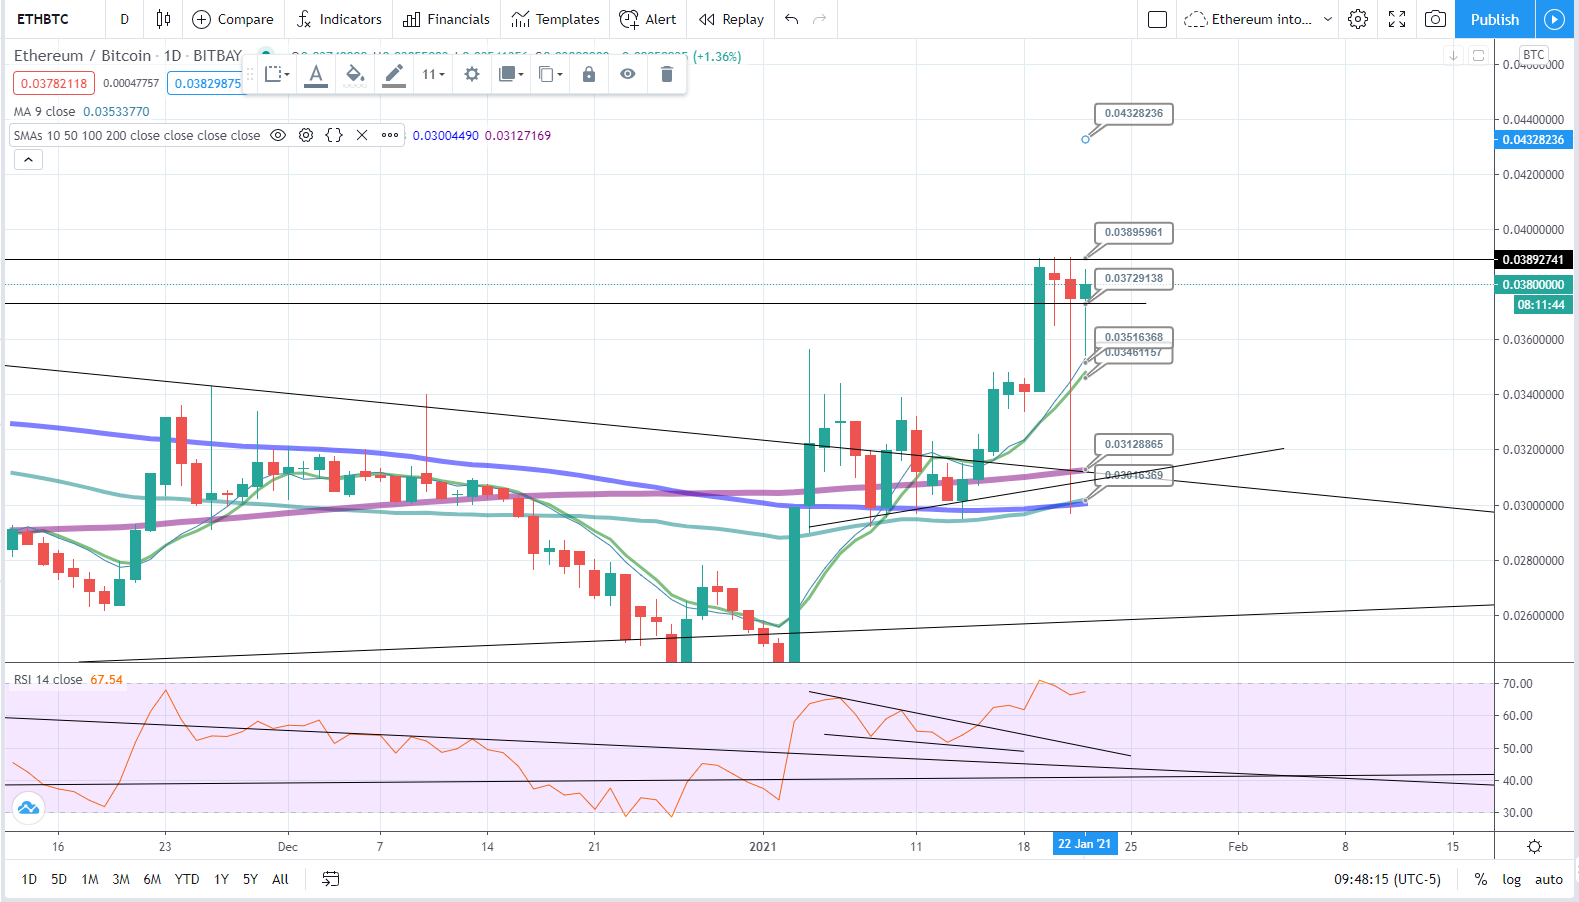 ETHBTC D Compare Indicators Financials Templates Alert Replay Ethereum into... Publish
Ethereum / Bitcoin · 1D · BITBAY (+1.36%)
0.03782118 0.00047757 0.03829875
11
MA 9 close 0.03533770
SMAs 10 50 100 200 close close close close 0.03004490 0.03127169
BTC
0.04400000
0.04328236
0.04200000
0.04000000
0.03892741
0.03800000
08:11:44
0.03600000
0.03400000
0.03200000
0.03000000
0.02800000
0.02600000
0.04328236
0.03895961
0.03729138
0.03516368
0.03461157
0.03128865
0.03016369
RSI 14 close 67.54
70.00
60.00
50.00
40.00
30.00
16 23 Dec 7 14 21 2021 11 18 22 Jan '21 25 Feb 8 15
1D 5D 1M 3M 6M YTD 1Y 5Y All 09:48:15 (UTC-5) % log auto